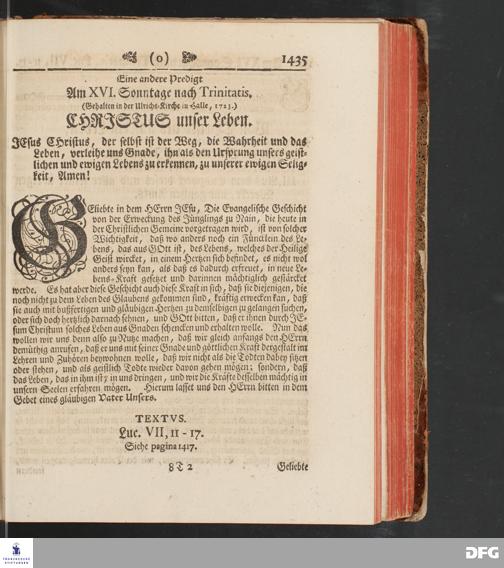 (o) 1435
Eine andere Predigt
Am XVI. Sonntage nach Trinitatis.
(Gehalten in der Ulrichs-Kirche in Halle, 1723.)
CHRISTUS unser Leben.
JEsus CHristus, der selbst ist der Weg, die Wahrheit und das
Leben, verleihe uns Gnade, ihn als den Ursprung unsers geist-
lichen und ewigen Lebens zu erkennen, zu unserer ewigen Selig-
keit, Amen!
GEliebte in dem HErrn JEsu, Die Evangelische Geschicht
von der Erweckung des Jünglings zu Nain, die heute in
der Christlichen Gemeine vorgetragen wird, ist von solcher
Wichtigkeit, daß wo anders noch ein Füncklein des Le-
bens, das aus GOtt ist, des Lebens, welches der Heilige
Geist wircket, in einem Hertzen sich befindet, es nicht wol
anders seyn kan, als daß es dadurch erfreuet, in neue Le-
bens-Kraft gesetzet und darinnen mächtiglich gestärcket
werde. Es hat aber diese Geschicht auch diese Kraft in sich, daß sie diejenigen, die
noch nicht zu dem Leben des Glaubens gekommen sind, kräftig erwecken kan, daß
sie auch mit bußfertigen und gläubigen Hertzen zu demselbigen zu gelangen suchen,
oder sich doch hertzlich darnach sehnen, und GOtt bitten, daß er ihnen durch JE-
sum Christum solches Leben aus Gnaden schencken und erhalten wolle. Nun das
wollen wir uns denn also zu Nutze machen, daß wir gleich anfangs den HErrn
demüthig anrufen, daß er uns mit seiner Gnade und göttlichen Kraft dergestalt im
Lehren und Zuhören beywohnen wolle, daß wir nicht als die Todten dabey sitzen
oder stehen, und als geistlich Todte wieder davon gehen mögen; sondern, daß
das Leben, das in ihm ist, in uns dringen, und wir die Kräfte desselben mächtig in
unsern Seelen erfahren mögen. Hierum lasset uns den HErrn bitten in dem
Gebet eines gläubigen Vater Unsers.
TEXTVS.
Luc. VII, 11 - 17.
Siehe pagina 1417.
8T 2 Geliebte
FRANCKESCHE
STIFTUNGEN
DFG